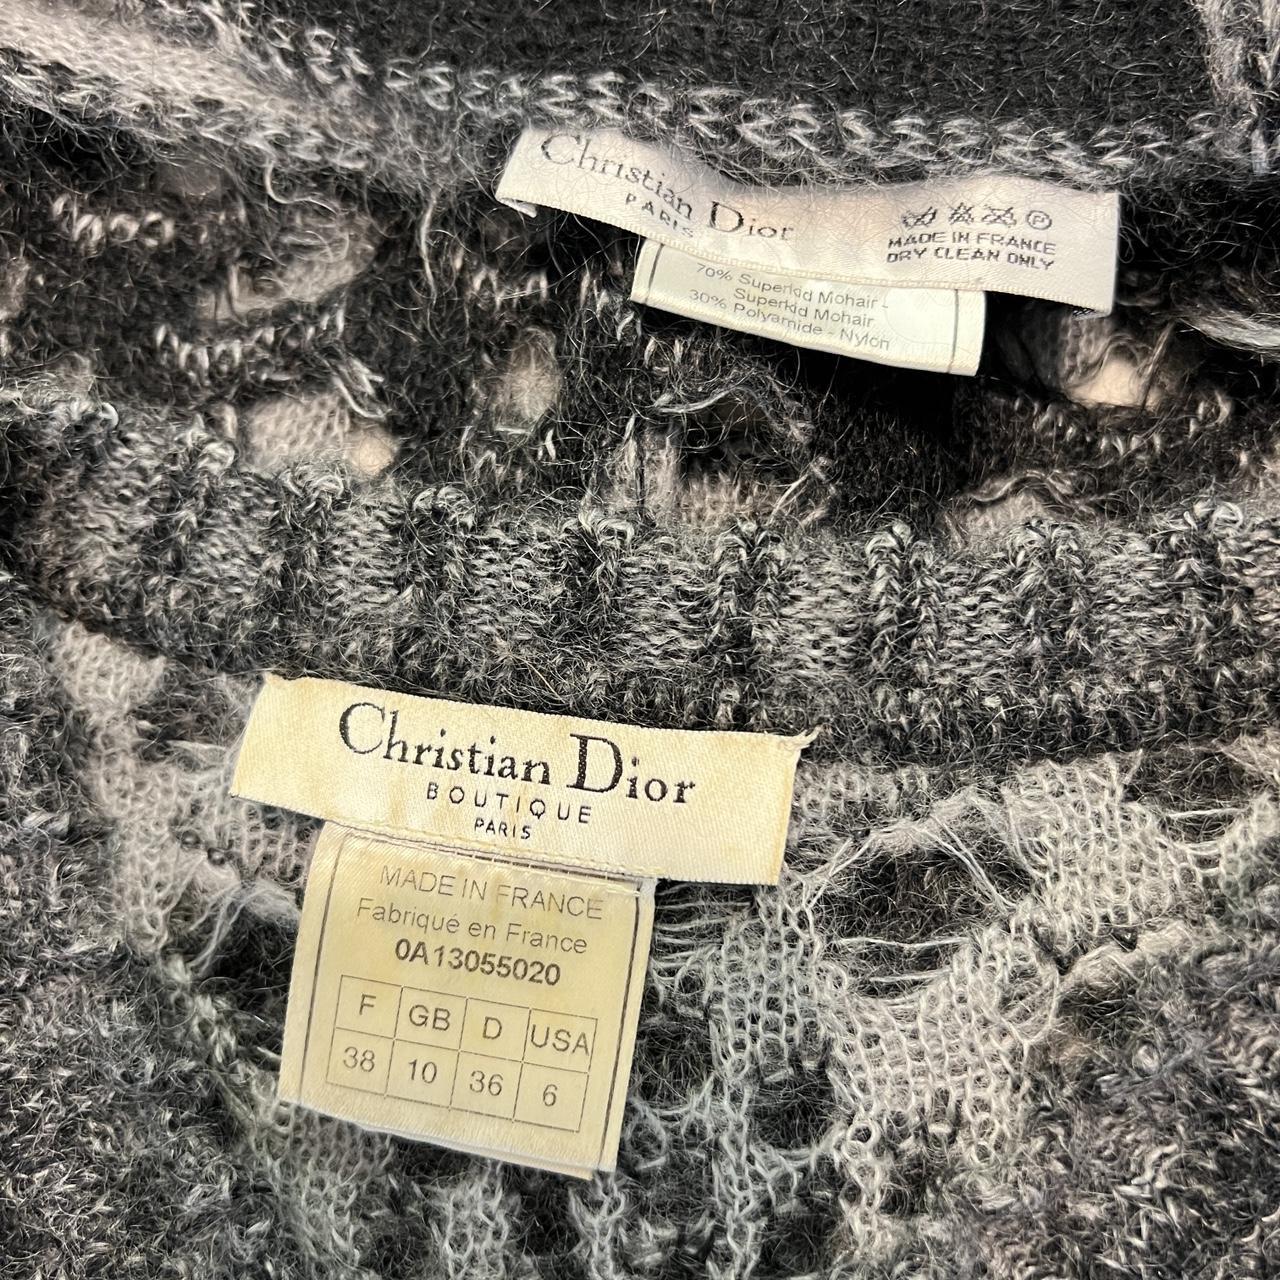 Christian Dior
PARIS
MADE IN FRANCE
DRY CLEAN ONLY
70% Superkid Mohair -
Superkid Mohair
30% Polyamide - Nylon
Christian Dior
BOUTIQUE
PARIS
MADE IN FRANCE
Fabriqué en France
0A13055020
F GB D USA
38 10 36 6